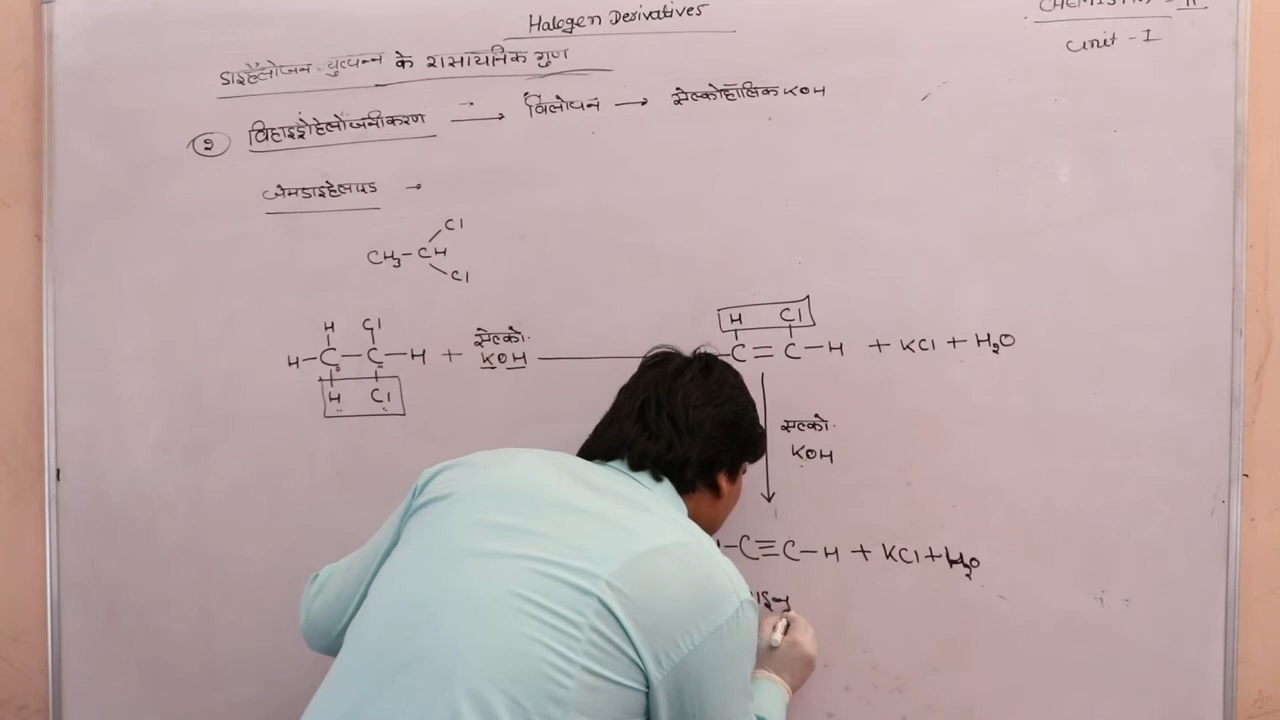 Halogen Derivatives
CHEMISTRY - II
Unit - I
डाइहैलोजन व्युत्पन्न के रासायनिक गुण
२ विहाइड्रोहैलोजनीकरण → विलोपन → एल्कोहॉलिक KOH
जेमडाइहेलाइड →
Cl
CH3-CH
Cl
H Cl
H-C-C-H + एल्को. KOH
H Cl
H Cl
-C=C-H + KCl + H2O
एल्को.
KOH
-C≡C-H + KCl + H2O